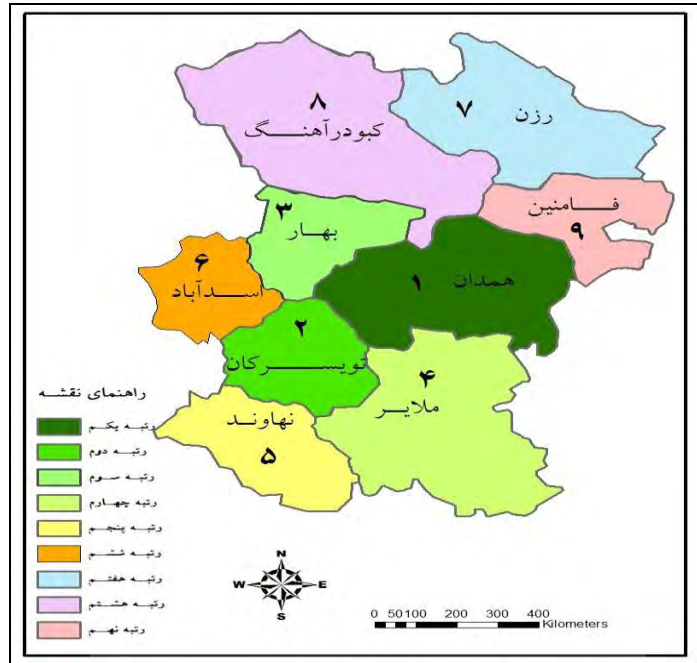 ۸
کبودرآهنگ
۷
رزن
فامنین
۹
۳
بهار
۶
اسدآباد
۱
همدان
۲
تویسرکان
۴
ملایر
نهاوند
۵
راهنمای نقشه
رتبه یکم
رتبه دوم
رتبه سوم
رتبه چهارم
رتبه پنجم
رتبه ششم
رتبه هفتم
رتبه هشتم
رتبه نهم
N
W E
S
0 50 100 200 300 400
Kilometers